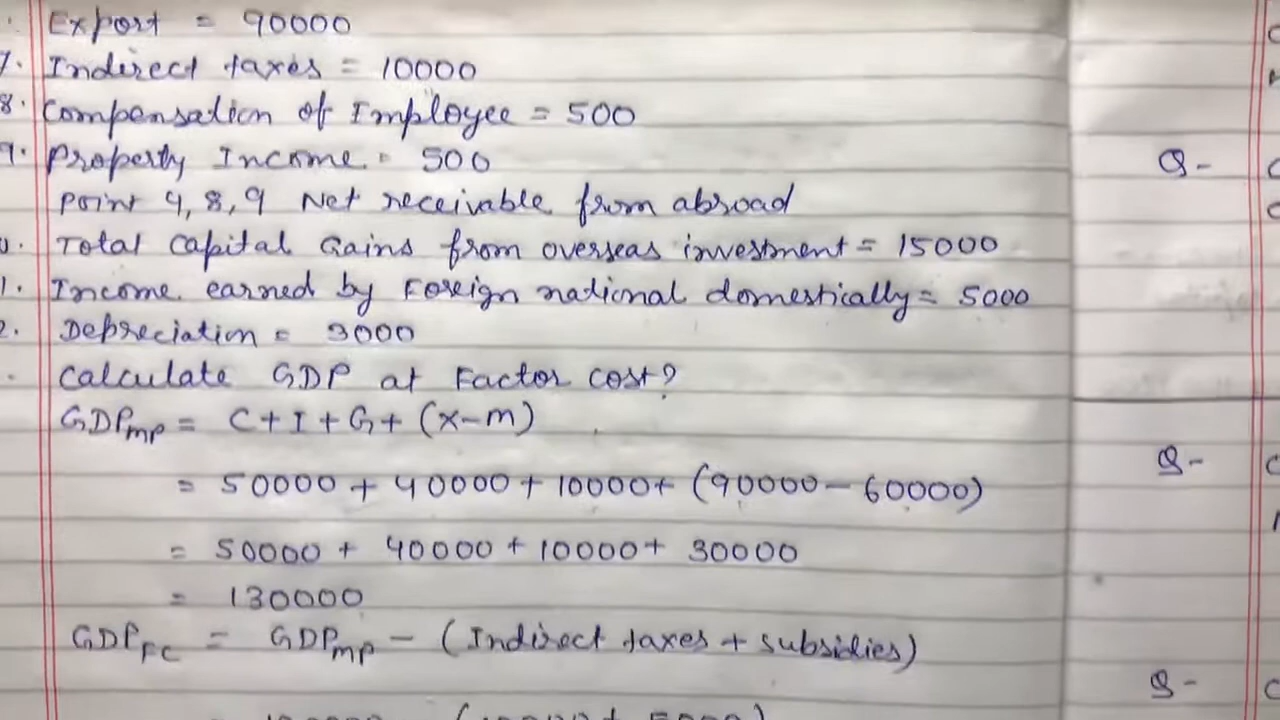 Export = 90000
7. Indirect taxes = 10000
8. Compensation of Employee = 500
9. Property Income = 500
Point 4, 8, 9 Net receivable from abroad
0. Total Capital Gains from overseas investment = 15000
1. Income earned by Foreign national domestically = 5000
2. Depreciation = 3000
Calculate GDP at Factor cost?
GDPMP = C+I+G+ (X-M)
Q-
= 50000 + 40000 + 10000+ (90000 - 60000)
Q-
= 50000 + 40000 + 10000+ 30000
= 130000
GDPFC = GDPMP - (Indirect taxes + subsidies)
Q-